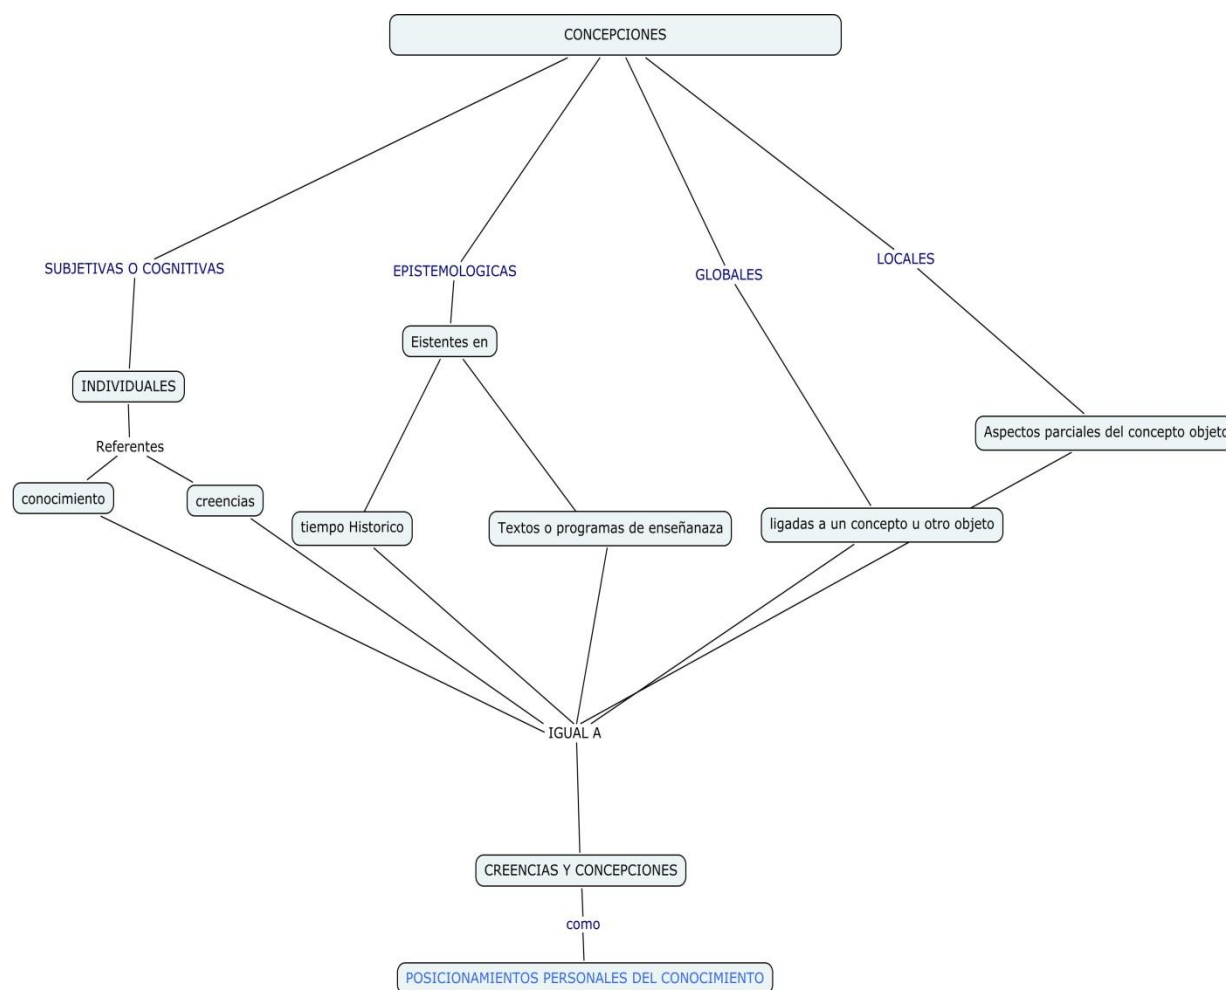 CONCEPCIONES
SUBJETIVAS O COGNITIVAS
EPISTEMOLOGICAS
GLOBALES
LOCALES
Eistentes en
INDIVIDUALES
Aspectos parciales del concepto objeto
Referentes
conocimiento
creencias
tiempo Historico
Textos o programas de enseñanaza
ligadas a un concepto u otro objeto
IGUAL A
CREENCIAS Y CONCEPCIONES
como
POSICIONAMIENTOS PERSONALES DEL CONOCIMIENTO